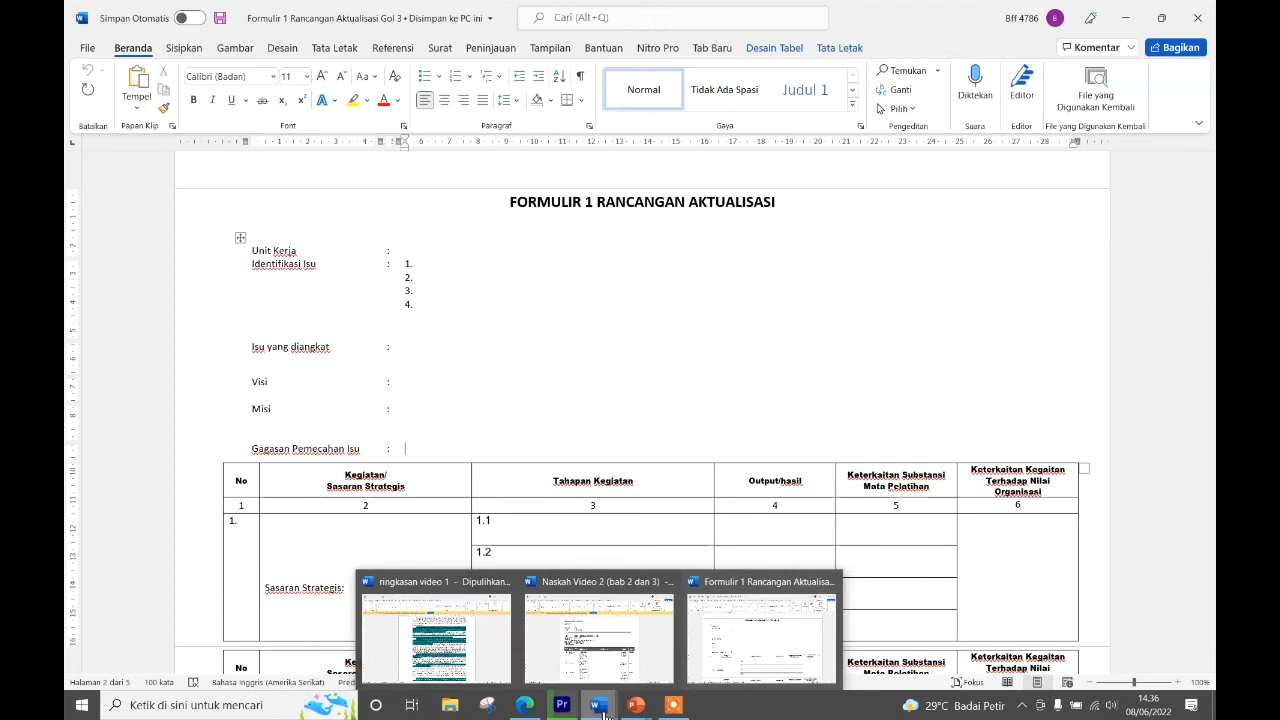 Simpan Otomatis
Formulir 1 Rancangan Aktualisasi Gol 3 • Disimpan ke PC ini
Cari (Alt+Q)
Bff 4786
B
File
Beranda
Sisipkan
Gambar
Desain
Tata Letak
Referensi
Surat
Peninjauan
Tampilan
Bantuan
Nitro Pro
Tab Baru
Desain Tabel
Tata Letak
Komentar
Bagikan
Tempel
Calibri (Badan)
11
Normal
Tidak Ada Spasi
Judul 1
Temukan
Ganti
Pilih
Diktekan
Editor
File yang
Digunakan Kembali
Batalkan
Papan Klip
Font
Paragraf
Gaya
Pengeditan
Suara
Editor
File yang Digunakan Kembali
FORMULIR 1 RANCANGAN AKTUALISASI
Unit Kerja :
Identifikasi Isu : 1.
2.
3.
4.
Isu yang diangkat :
Visi :
Misi :
Gagasan Pemecahan Isu :
No
Kegiatan/
Sasaran Strategis
Tahapan Kegiatan
Output/hasil
Keterkaitan Substansi
Mata Pelatihan
Keterkaitan Kegaitan
Terhadap Nilai
Organisasi
1 2 3 4 5 6
1.
1.1
1.2
Sasaran Strategis:
ringkasan video 1 - Dipulihkan...
Naskah Video 2 (bab 2 dan 3) -...
Formulir 1 Rancangan Aktualisa...
No
Keterkaitan Substansi
Keterkaitan Kegaitan
Terhadap Nilai
Halaman 2 dari 5
100 kata
Bahasa Inggris (Amerika Serikat)
Fokus
100%
Ketik di sini untuk mencari
Pr
29°C Badai Petir
14.36
08/06/2022